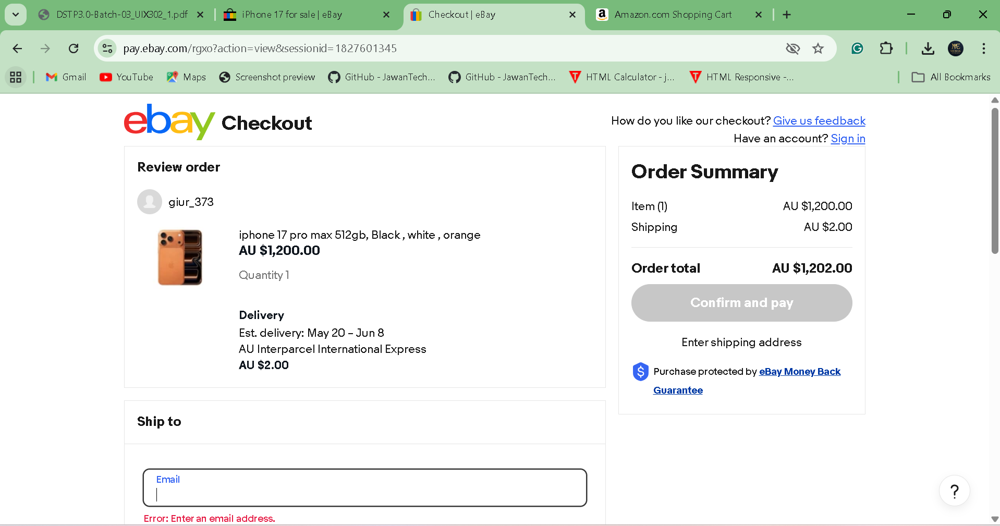 DSTP3.0-Batch-03_UIX302_1.pdf
iPhone 17 for sale | eBay
Checkout | eBay
Amazon.com Shopping Cart
pay.ebay.com/rgxo?action=view&sessionid=1827601345
Gmail
YouTube
Maps
Screenshot preview
GitHub - JawanTech...
GitHub - JawanTech...
HTML Calculator - j...
HTML Responsive -...
All Bookmarks
ebay Checkout
How do you like our checkout? Give us feedback
Have an account? Sign in
Review order
giur_373
iphone 17 pro max 512gb, Black , white , orange
AU $1,200.00
Quantity 1
Delivery
Est. delivery: May 20 – Jun 8
AU Interparcel International Express
AU $2.00
Order Summary
Item (1) AU $1,200.00
Shipping AU $2.00
Order total AU $1,202.00
Confirm and pay
Enter shipping address
Purchase protected by eBay Money Back
Guarantee
Ship to
Email
Error: Enter an email address.
?